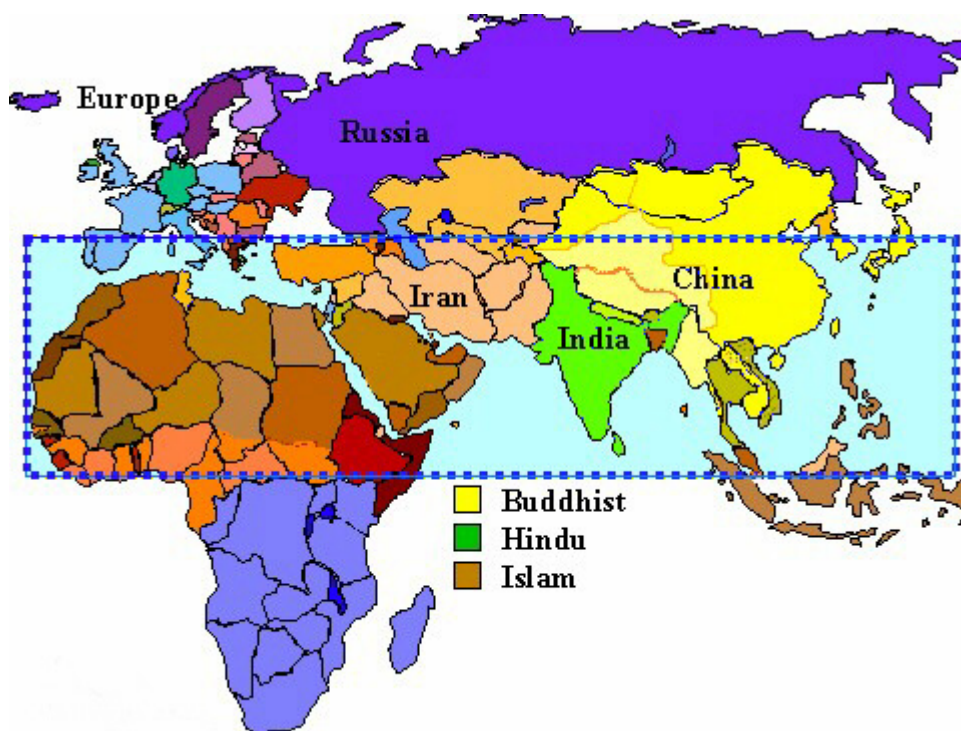 Europe
Russia
China
Iran
India
Buddhist
Hindu
Islam